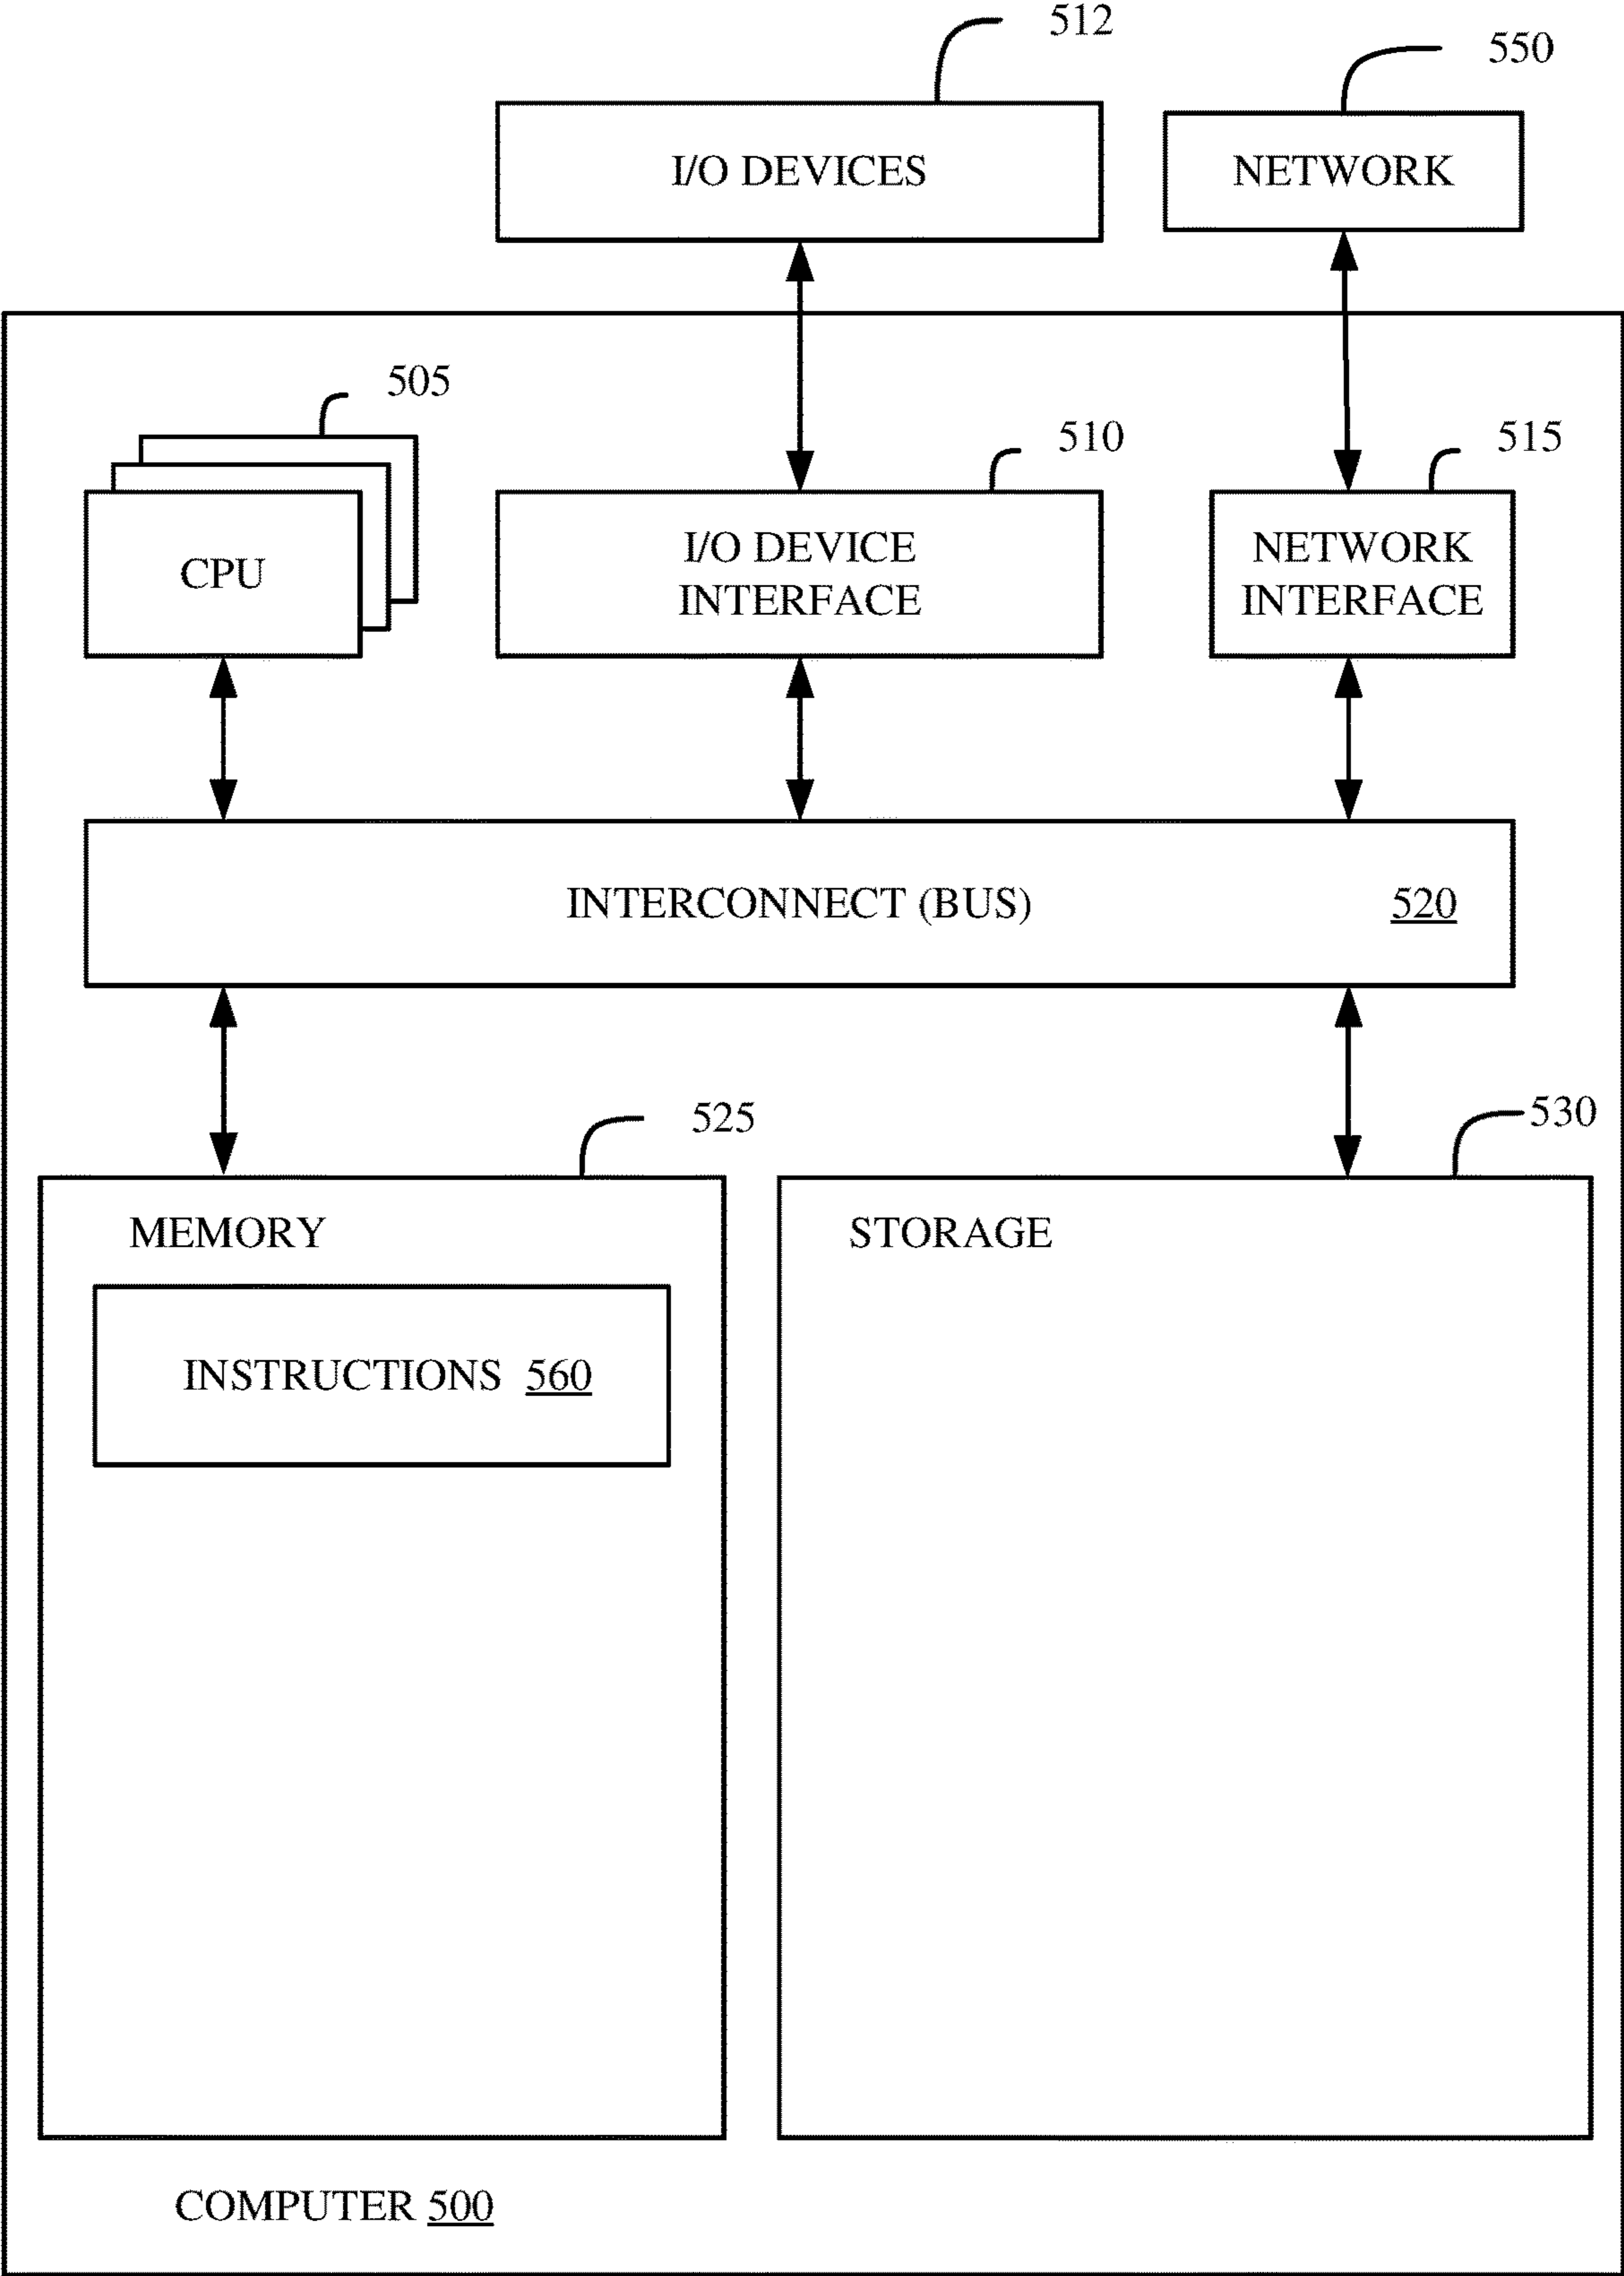 512
550
I/O DEVICES
NETWORK
505
510
515
CPU
I/O DEVICE
INTERFACE
NETWORK
INTERFACE
INTERCONNECT (BUS) 520
525
530
MEMORY
STORAGE
INSTRUCTIONS 560
COMPUTER 500